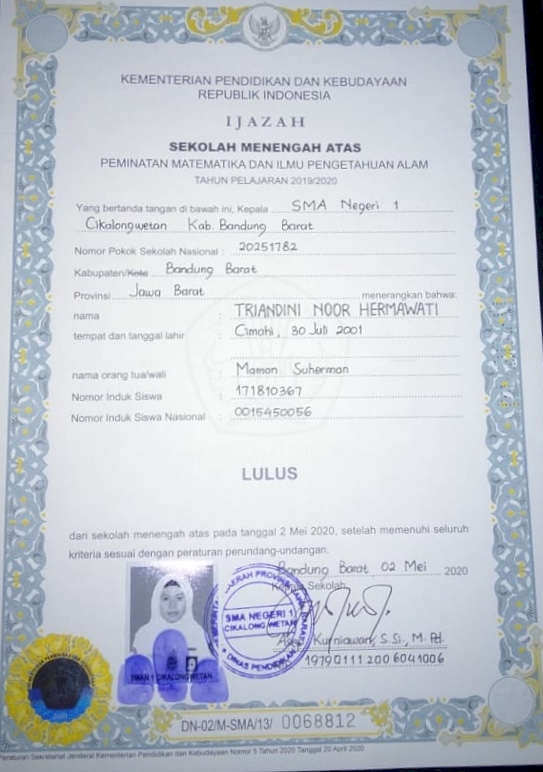 KEMENTERIAN PENDIDIKAN DAN KEBUDAYAAN
REPUBLIK INDONESIA
IJAZAH
SEKOLAH MENENGAH ATAS
PEMINATAN MATEMATIKA DAN ILMU PENGETAHUAN ALAM
TAHUN PELAJARAN 2019/2020
Yang bertanda tangan di bawah ini, Kepala SMA Negeri 1
Cikalongwetan Kab. Bandung Barat
Nomor Pokok Sekolah Nasional : 20251782
Kabupaten/Kota Bandung Barat
Provinsi Jawa Barat menerangkan bahwa:
nama : TRIANDINI NOOR HERMAWATI
tempat dan tanggal lahir : Cimahi, 30 Juli 2001
nama orang tua/wali : Maman Suherman
Nomor Induk Siswa : 171810367
Nomor Induk Siswa Nasional : 0015450056
LULUS
dari sekolah menengah atas pada tanggal 2 Mei 2020, setelah memenuhi seluruh
kriteria sesuai dengan peraturan perundang-undangan.
Bandung Barat, 02 Mei 2020
Kepala Sekolah
SMA NEGERI 1
CIKALONG WETAN
DINAS PENDIDIKAN
Kurniawan, S.Si., M.Pd.
19790111 200604 1006
SMAN 1 CIKALONGWETAN
DN-02/M-SMA/13/ 0068812
Peraturan Sekretariat Jenderal Kementerian Pendidikan dan Kebudayaan Nomor 5 Tahun 2020 Tanggal 20 April 2020